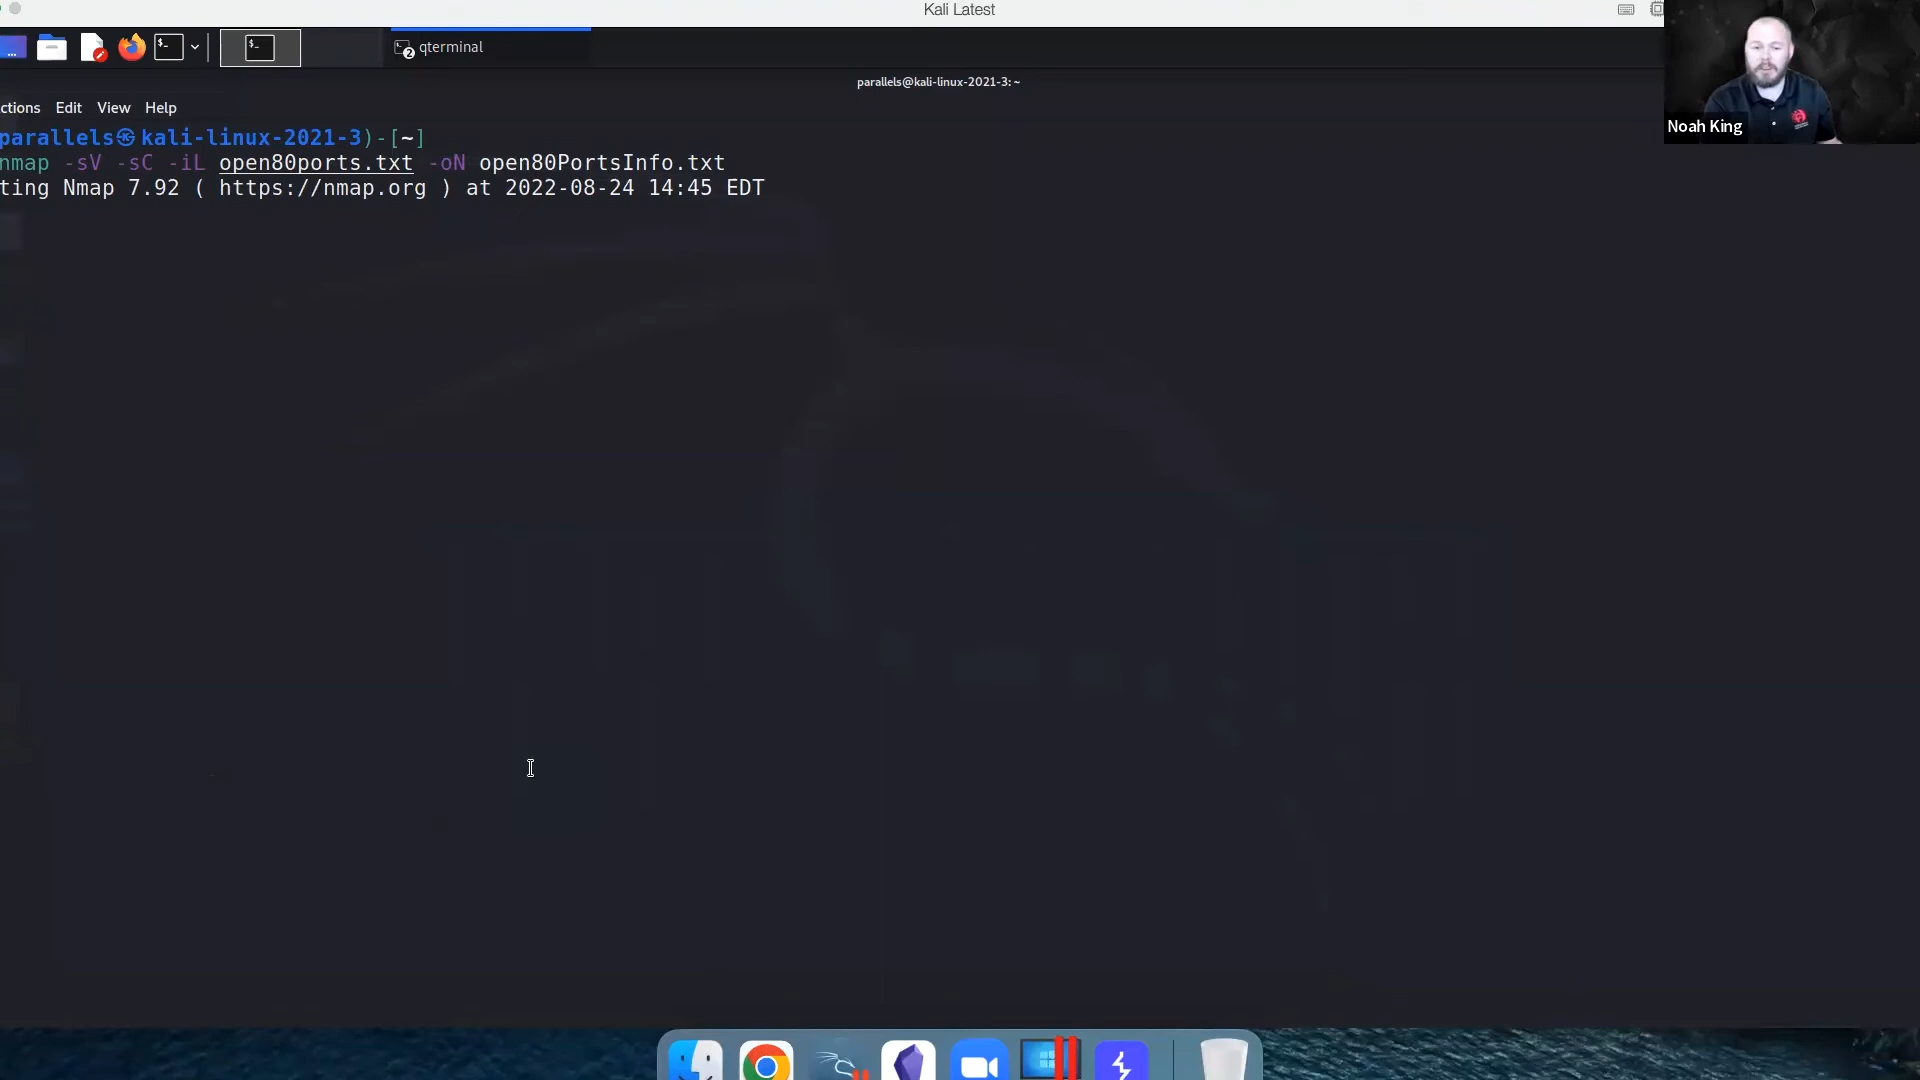 Kali Latest
qterminal
parallels@kali-linux-2021-3: ~
ctions Edit View Help
Noah King
parallels㉿kali-linux-2021-3)-[~]
nmap -sV -sC -iL open80ports.txt -oN open80PortsInfo.txt
ting Nmap 7.92 ( https://nmap.org ) at 2022-08-24 14:45 EDT